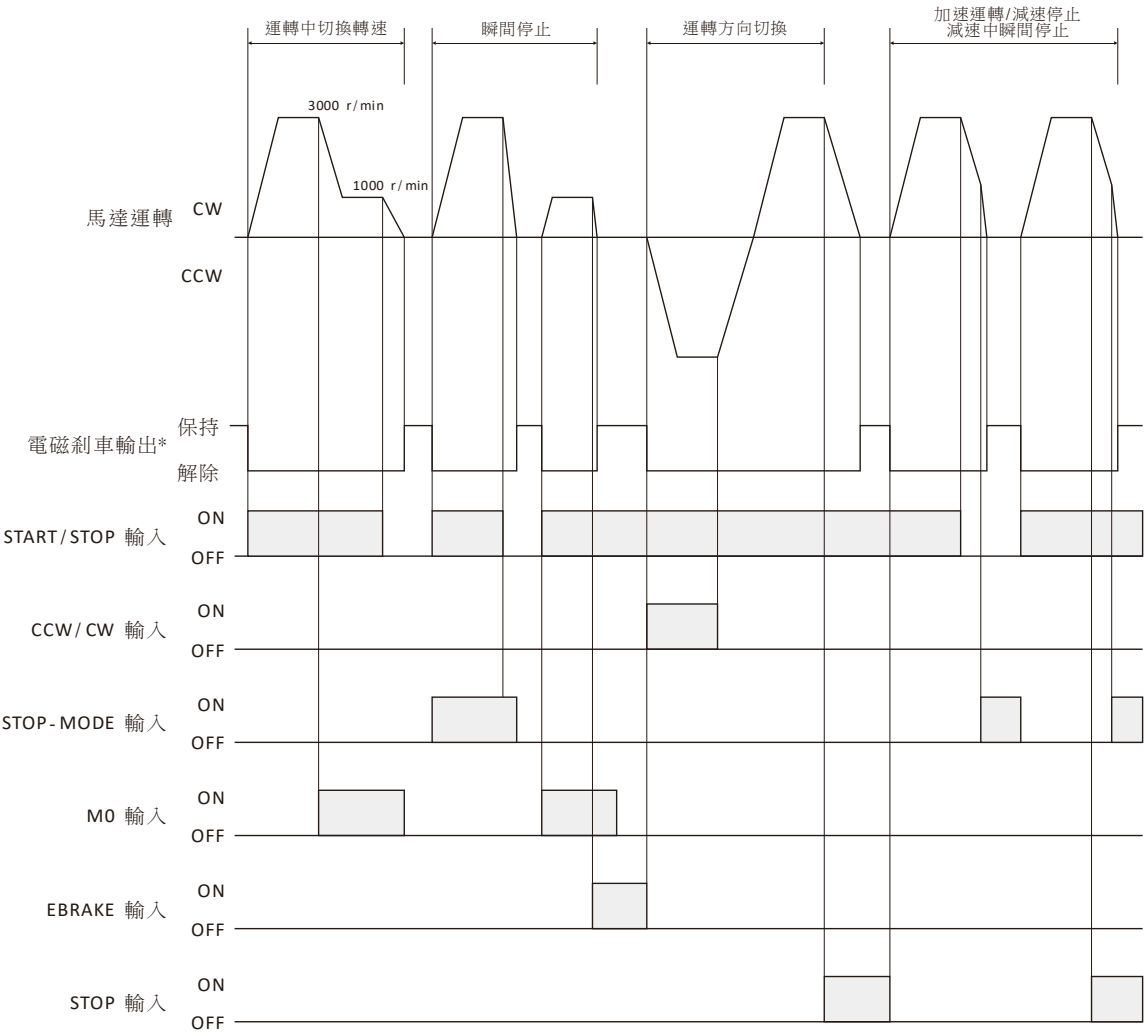 運轉中切換轉速
瞬間停止
運轉方向切換
加速運轉/減速停止
減速中瞬間停止
3000 r/min
1000 r/min
馬達運轉
CW
CCW
電磁剎車輸出*
保持
解除
START/STOP 輸入
ON
OFF
CCW/CW 輸入
ON
OFF
STOP-MODE 輸入
ON
OFF
M0 輸入
ON
OFF
EBRAKE 輸入
ON
OFF
STOP 輸入
ON
OFF